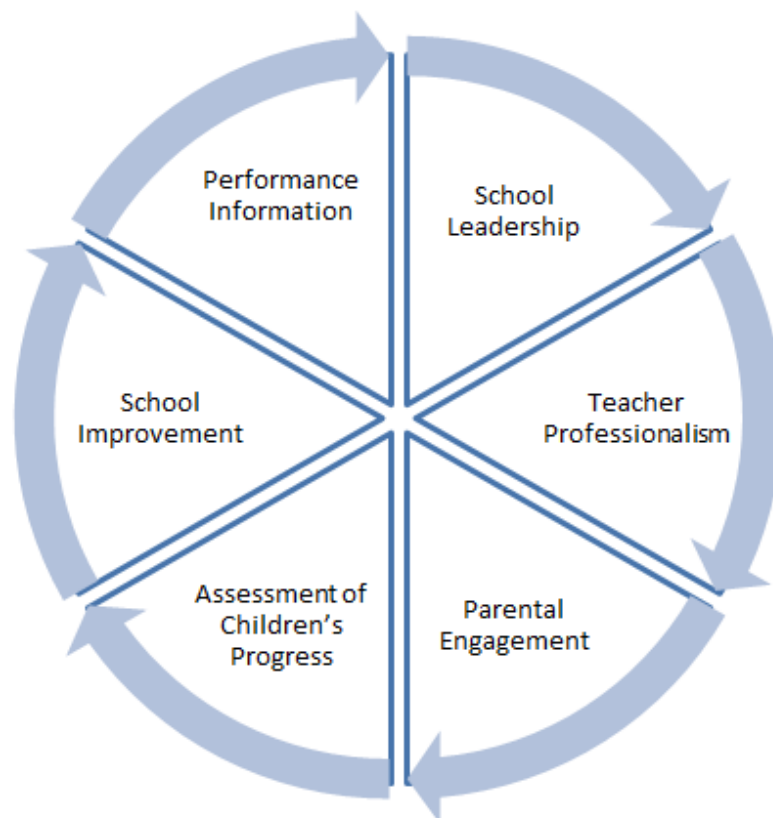 Performance
Information
School
Leadership
School
Improvement
Teacher
Professionalism
Assessment of
Children’s
Progress
Parental
Engagement